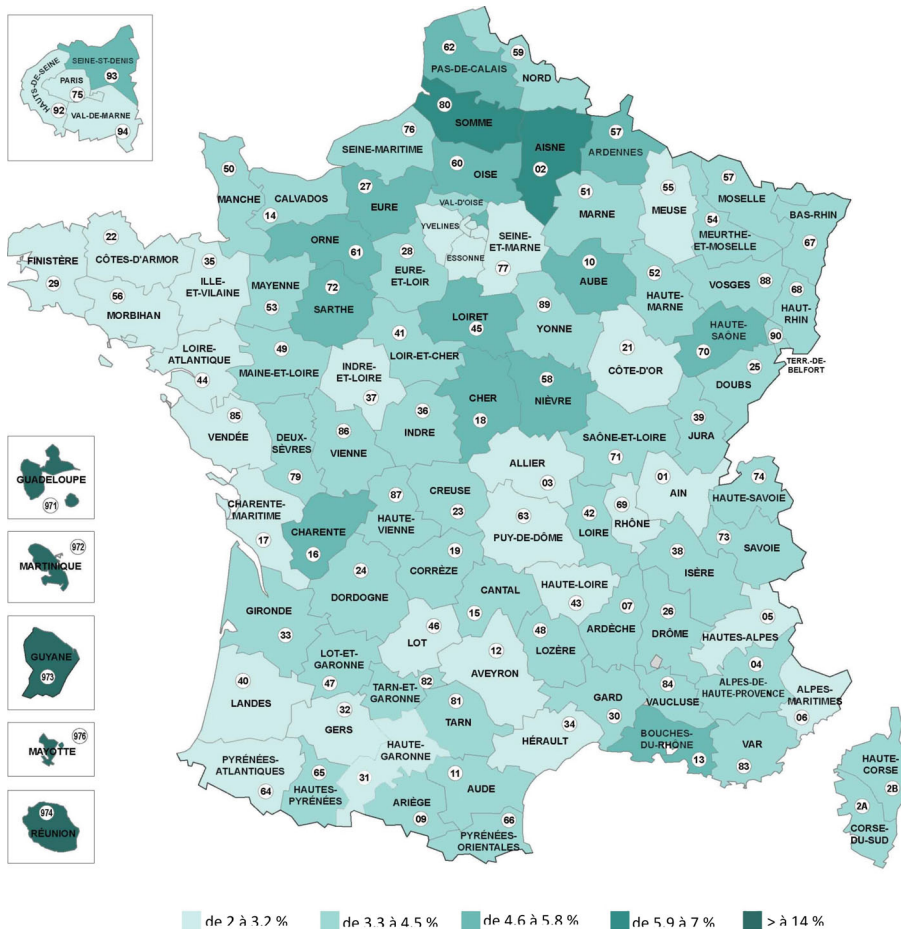 SEINE-ST-DENIS
93
HAUTS-DE-SEINE
PARIS
75
92
VAL-DE-MARNE
94
62
PAS-DE-CALAIS
59
NORD
80
SOMME
76
SEINE-MARITIME
AISNE
02
57
ARDENNES
60
OISE
50
MANCHE
CALVADOS
14
27
EURE
VAL-D'OISE
YVELINES
ESSONNE
SEINE-
ET-MARNE
77
51
MARNE
55
MEUSE
57
MOSELLE
54
MEURTHE-
ET-MOSELLE
BAS-RHIN
67
22
CÔTES-D'ARMOR
FINISTÈRE
29
35
ILLE-
ET-VILAINE
56
MORBIHAN
ORNE
61
28
EURE-
ET-LOIR
MAYENNE
53
72
SARTHE
10
AUBE
52
HAUTE-
MARNE
VOSGES
88
68
HAUT-
RHIN
LOIRET
45
89
YONNE
HAUTE-
SAÔNE
70
90
TERR.-DE-
BELFORT
41
LOIR-ET-CHER
LOIRE-
ATLANTIQUE
44
49
MAINE-ET-LOIRE
INDRE-
ET-LOIRE
37
21
CÔTE-D'OR
25
DOUBS
CHER
18
58
NIÈVRE
85
VENDÉE
DEUX-
SÈVRES
79
86
VIENNE
36
INDRE
SAÔNE-ET-LOIRE
71
39
JURA
ALLIER
03
01
AIN
74
HAUTE-SAVOIE
GUADELOUPE
971
CHARENTE-
MARITIME
17
CHARENTE
16
87
HAUTE-
VIENNE
CREUSE
23
63
PUY-DE-DÔME
42
LOIRE
69
RHÔNE
73
SAVOIE
972
MARTINIQUE
19
CORRÈZE
38
ISÈRE
24
DORDOGNE
CANTAL
15
HAUTE-LOIRE
43
07
ARDÈCHE
26
DRÔME
05
HAUTES-ALPES
GIRONDE
33
46
LOT
48
LOZÈRE
GUYANE
973
LOT-ET-
GARONNE
47
12
AVEYRON
04
ALPES-DE-
HAUTE-PROVENCE
40
LANDES
TARN-ET-
GARONNE
82
81
TARN
GARD
30
84
VAUCLUSE
ALPES-
MARITIMES
06
32
GERS
HAUTE-
GARONNE
31
34
HÉRAULT
BOUCHES-
DU-RHÔNE
13
VAR
83
976
MAYOTTE
PYRÉNÉES-
ATLANTIQUES
64
65
HAUTES-
PYRÉNÉES
11
AUDE
ARIÈGE
09
66
PYRÉNÉES-
ORIENTALES
HAUTE-
CORSE
2B
2A
CORSE-
DU-SUD
974
RÉUNION
de 2 à 3.2 %
de 3.3 à 4.5 %
de 4.6 à 5.8 %
de 5.9 à 7 %
> à 14 %